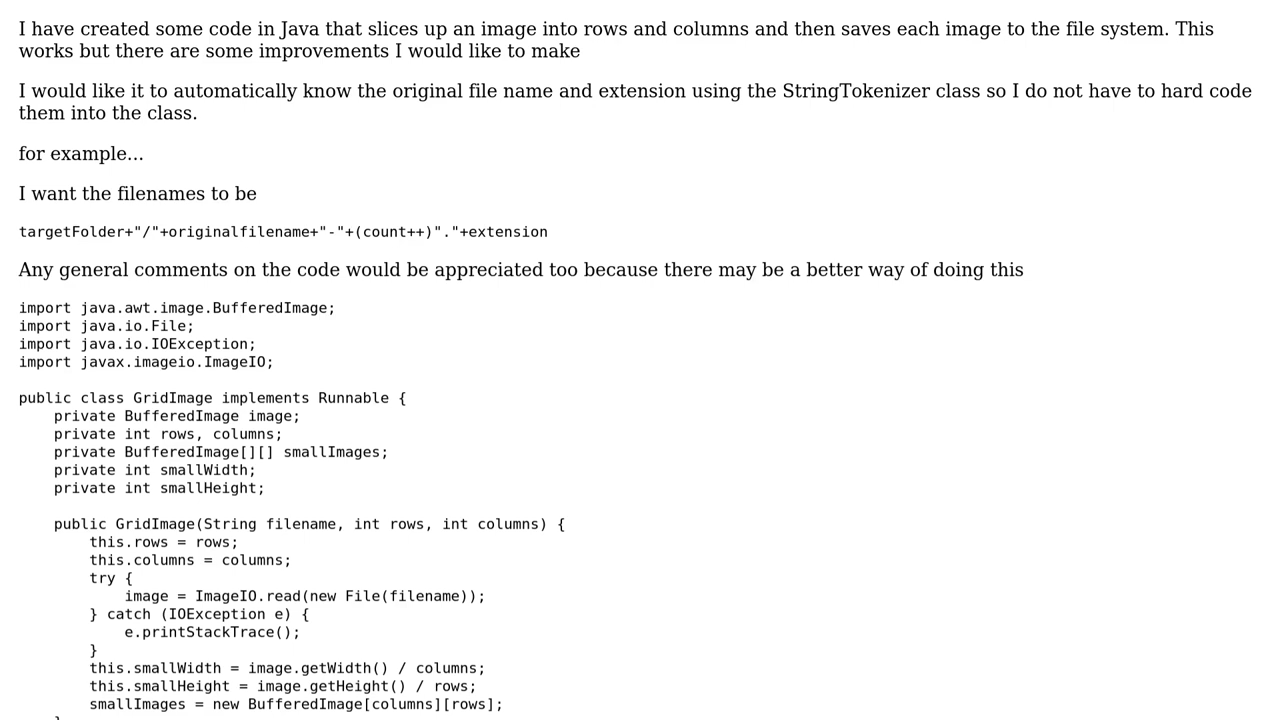 I have created some code in Java that slices up an image into rows and columns and then saves each image to the file system. This
works but there are some improvements I would like to make
I would like it to automatically know the original file name and extension using the StringTokenizer class so I do not have to hard code
them into the class.
for example...
I want the filenames to be
targetFolder+"/"+originalfilename+"-"+(count++)"."+extension
Any general comments on the code would be appreciated too because there may be a better way of doing this
import java.awt.image.BufferedImage;
import java.io.File;
import java.io.IOException;
import javax.imageio.ImageIO;
public class GridImage implements Runnable {
    private BufferedImage image;
    private int rows, columns;
    private BufferedImage[][] smallImages;
    private int smallWidth;
    private int smallHeight;
    public GridImage(String filename, int rows, int columns) {
        this.rows = rows;
        this.columns = columns;
        try {
            image = ImageIO.read(new File(filename));
        } catch (IOException e) {
            e.printStackTrace();
        }
        this.smallWidth = image.getWidth() / columns;
        this.smallHeight = image.getHeight() / rows;
        smallImages = new BufferedImage[columns][rows];
    }